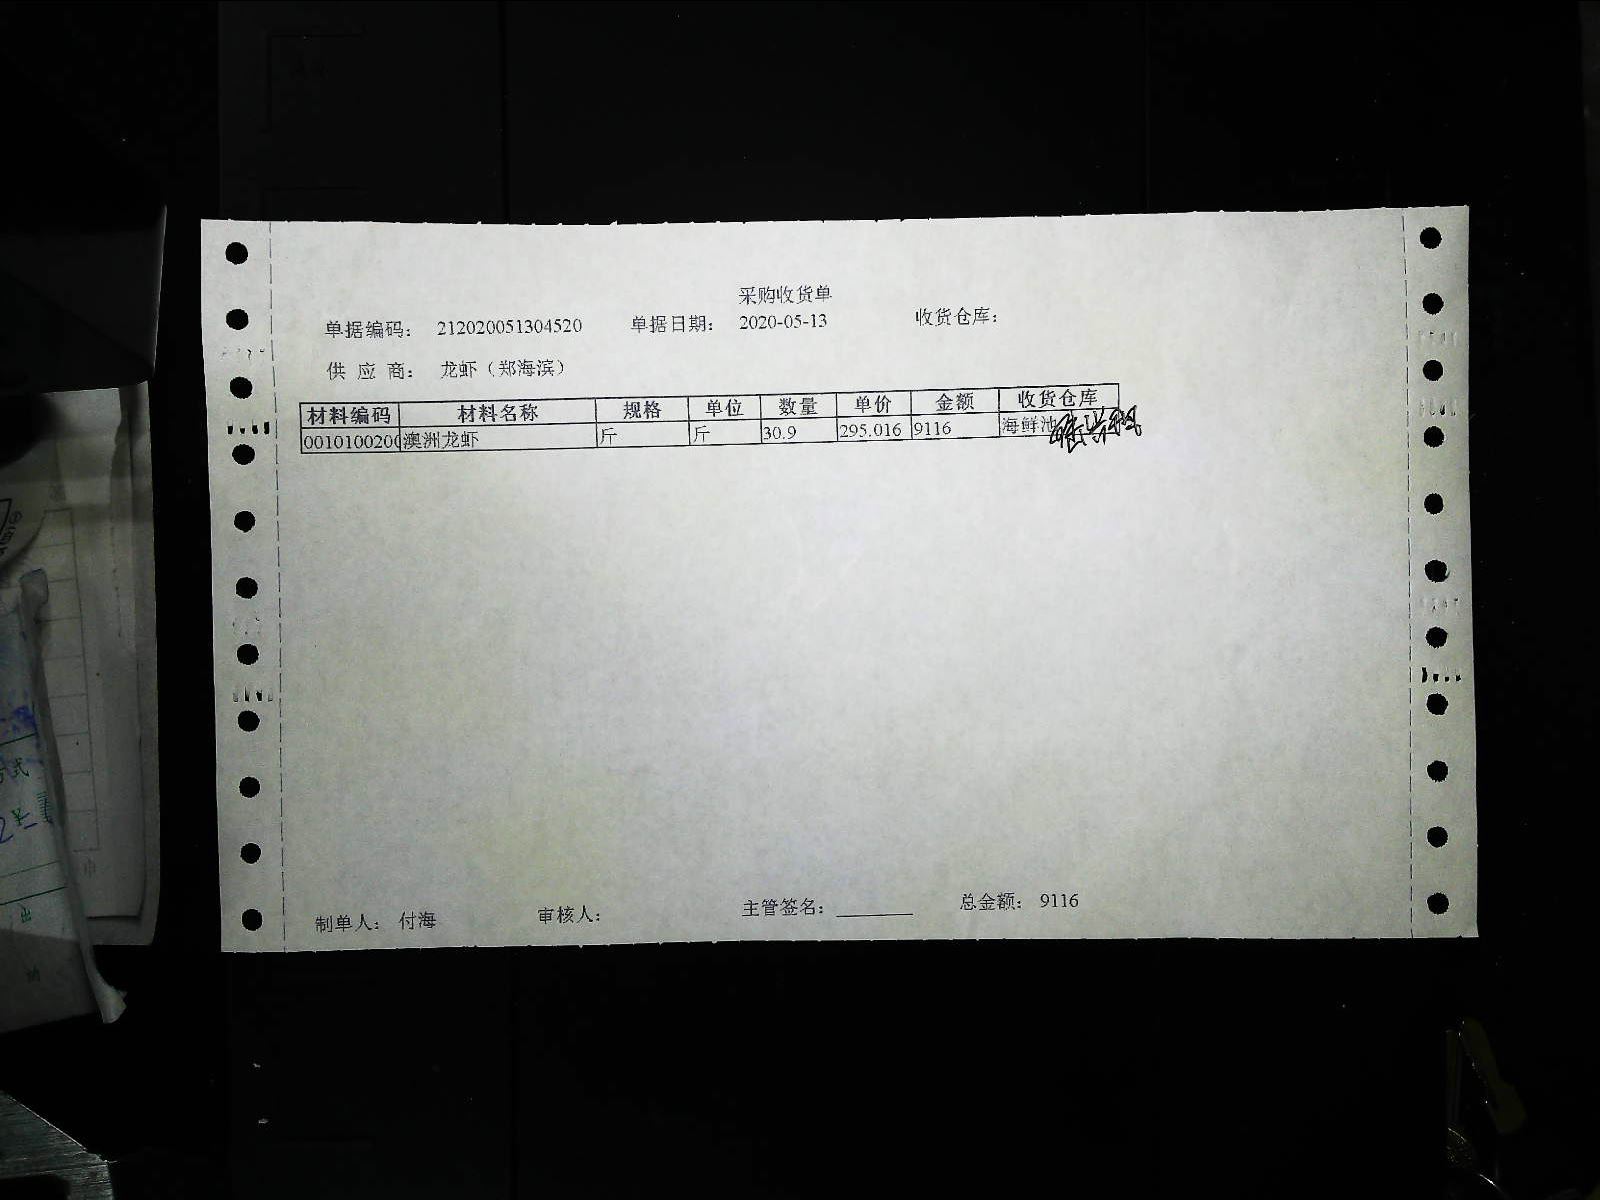 采购收货单
单据编码： 212020051304520 单据日期： 2020-05-13 收货仓库：
供 应 商： 龙虾（郑海滨）
材料编码 材料名称 规格 单位 数量 单价 金额 收货仓库
0010100200 澳洲龙虾 斤 斤 30.9 295.016 9116 海鲜池
制单人： 付海 审核人： 主管签名： 总金额： 9116